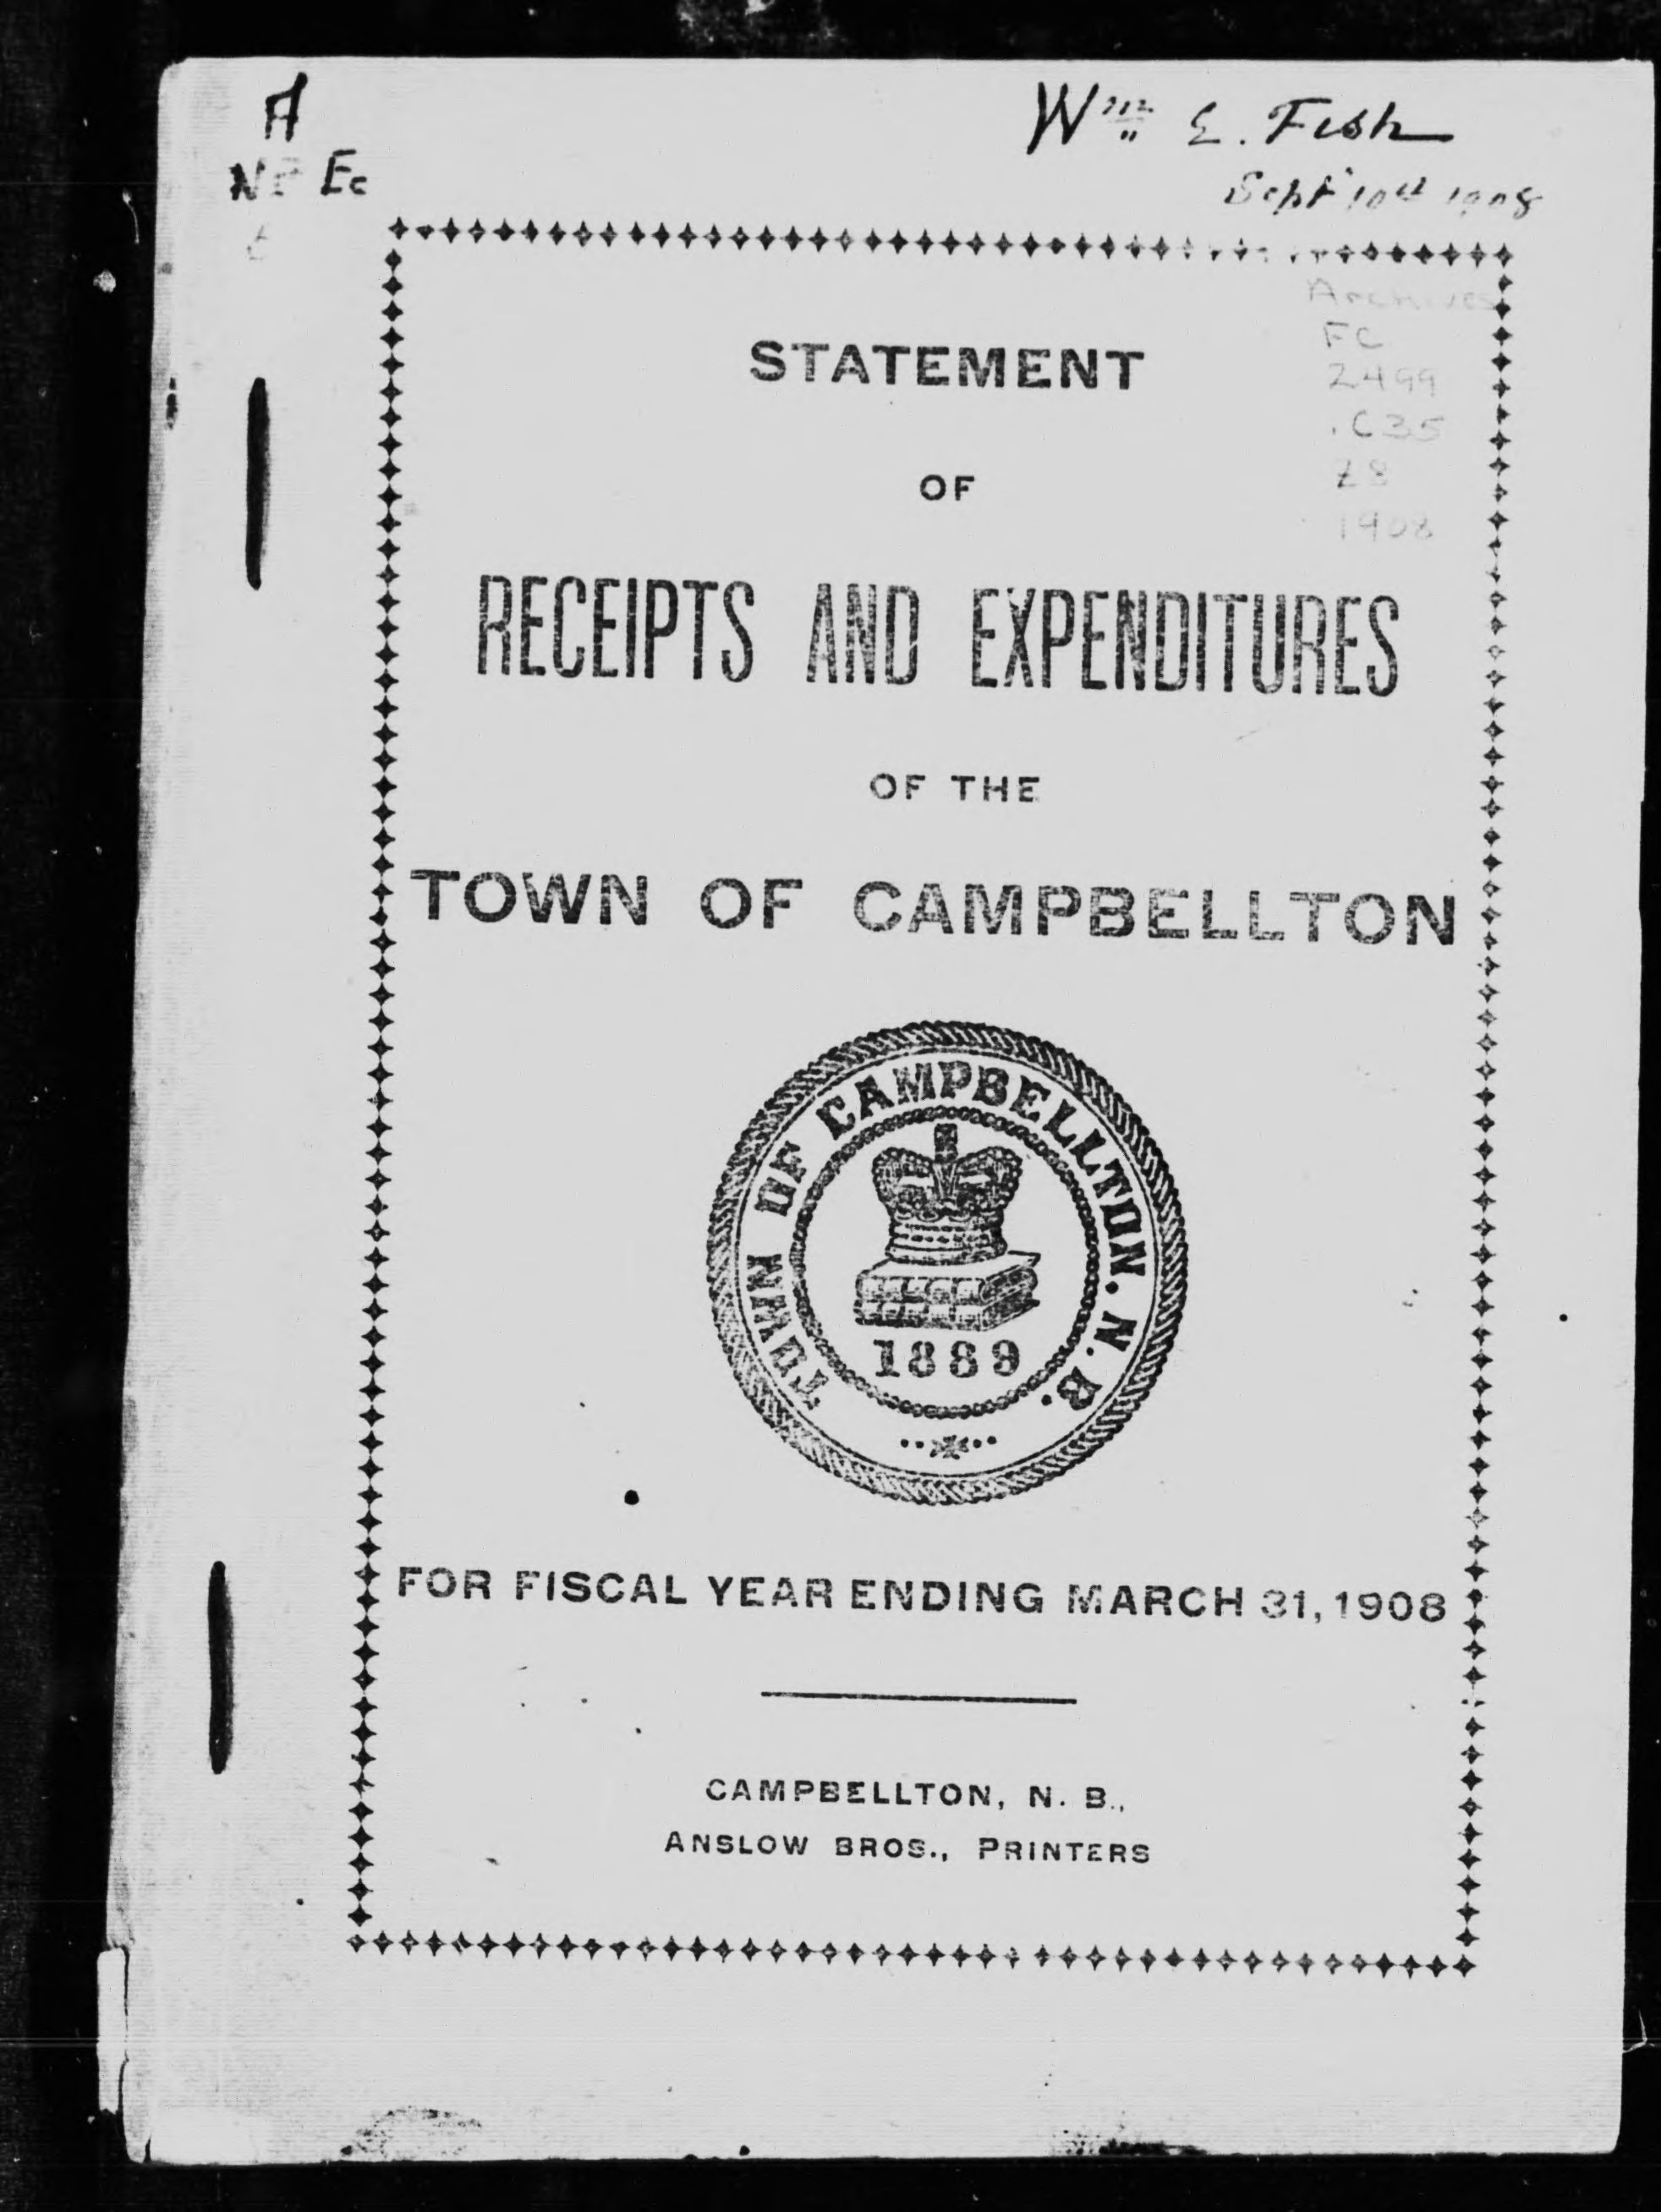 A
Wm E. Fish
Ec
Sept 10th 1908
Archives
FC
2499
.C35
Z8
1908
STATEMENT
OF
RECEIPTS AND EXPENDITURES
OF THE
TOWN OF CAMPBELLTON
TOWN OF CAMPBELLTON. N. B.
1889
FOR FISCAL YEAR ENDING MARCH 31, 1908
CAMPBELLTON, N. B.,
ANSLOW BROS., PRINTERS